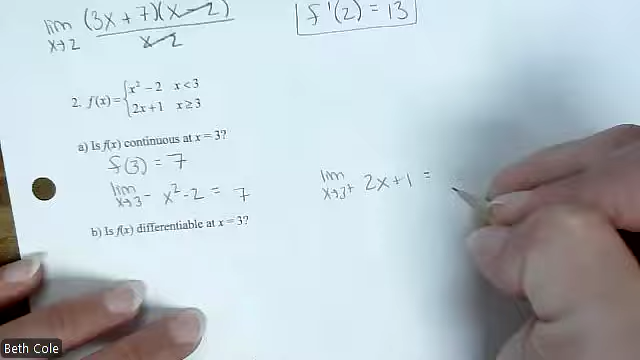 lim x→2 (3x+7)(x-2) / x-2
f'(2) = 13
2. f(x)= { x² − 2 x < 3
2x + 1 x ≥ 3
a) Is f(x) continuous at x = 3?
f(3) = 7
lim x→3⁻ x²-2 = 7
lim x→3⁺ 2x+1 =
b) Is f(x) differentiable at x = 3?
Beth Cole